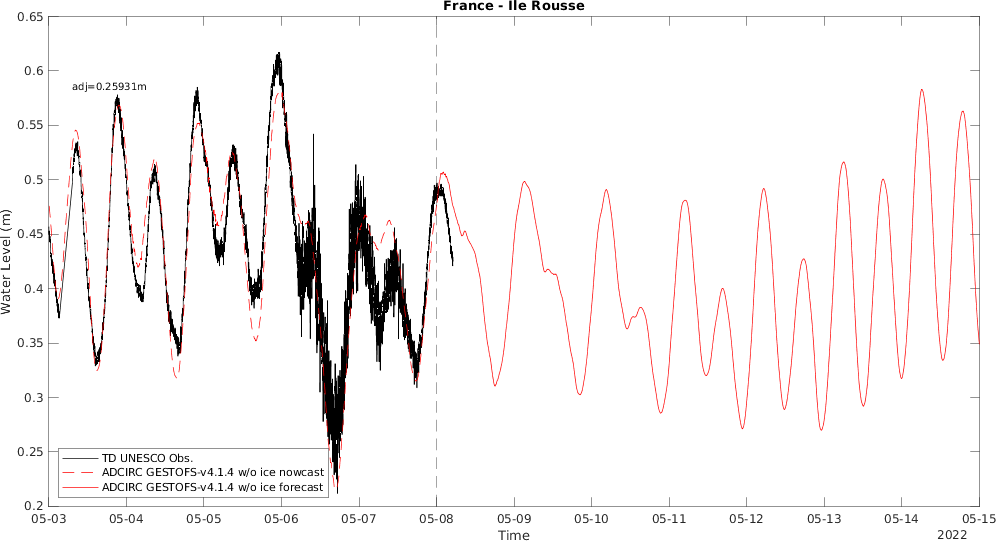 France - Ile Rousse
0.65
0.6
0.55
0.5
0.45
0.4
0.35
0.3
0.25
0.2
Water Level (m)
adj=0.25931m
TD UNESCO Obs.
ADCIRC GESTOFS-v4.1.4 w/o ice nowcast
ADCIRC GESTOFS-v4.1.4 w/o ice forecast
05-03 05-04 05-05 05-06 05-07 05-08 05-09 05-10 05-11 05-12 05-13 05-14 05-15
Time
2022